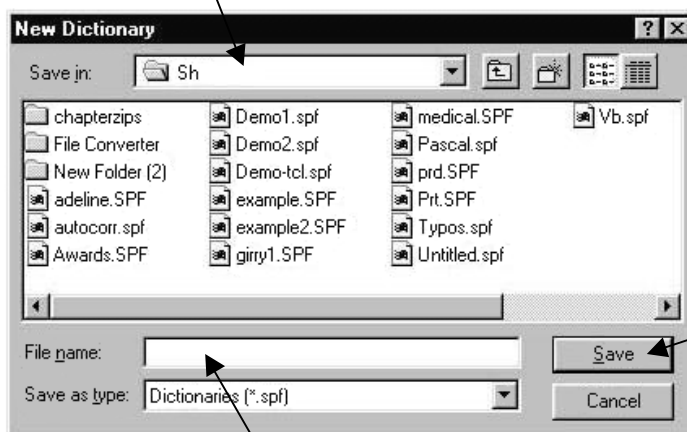 New Dictionary
Save in: Sh
chapterzips Demo1.spf medical.SPF Vb.spf
File Converter Demo2.spf Pascal.spf
New Folder (2) Demo-tcl.spf prd.SPF
adeline.SPF example.SPF Prt.SPF
autocorr.spf example2.SPF Typos.spf
Awards.SPF girry1.SPF Untitled.spf
File name: Save
Save as type: Dictionaries (*.spf) Cancel